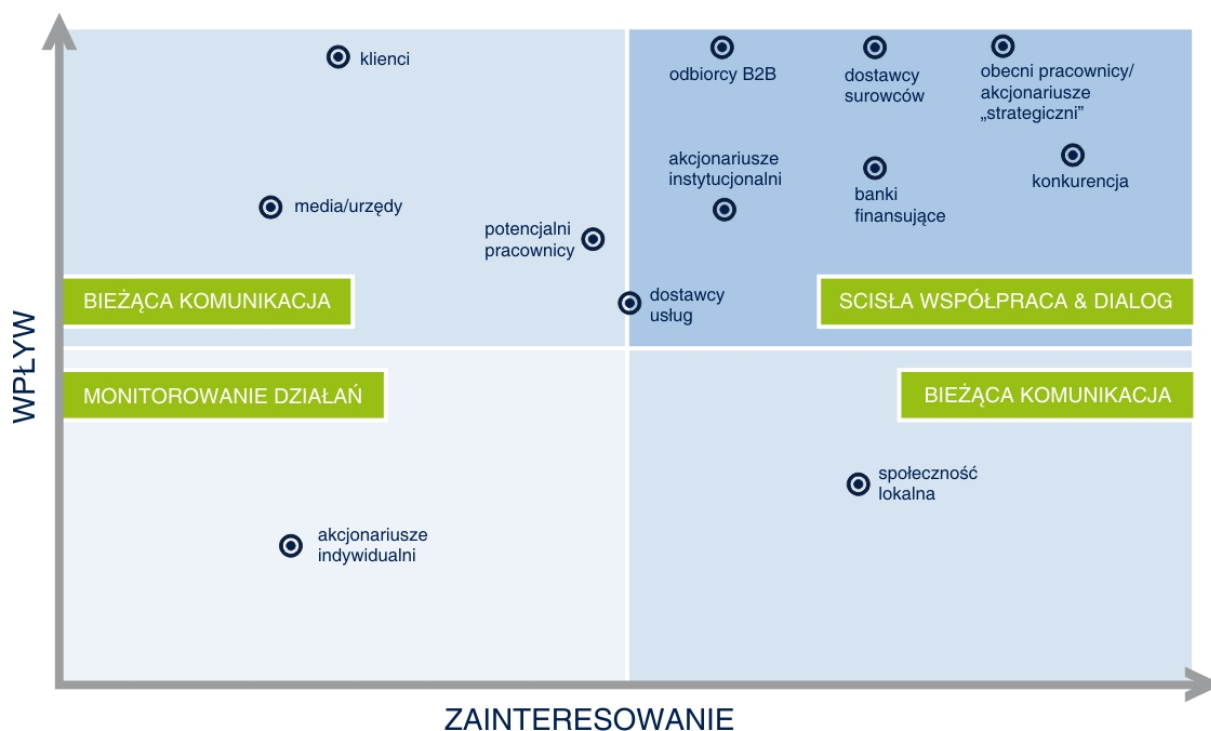 klienci
odbiorcy B2B
dostawcy
surowców
obecni pracownicy/
akcjonariusze
„strategiczni”
akcjonariusze
instytucjonalni
banki
finansujące
konkurencja
media/urzędy
potencjalni
pracownicy
dostawcy
usług
BIEŻĄCA KOMUNIKACJA
SCISŁA WSPÓŁPRACA & DIALOG
WPŁYW
MONITOROWANIE DZIAŁAŃ
BIEŻĄCA KOMUNIKACJA
społeczność
lokalna
akcjonariusze
indywidualni
ZAINTERESOWANIE